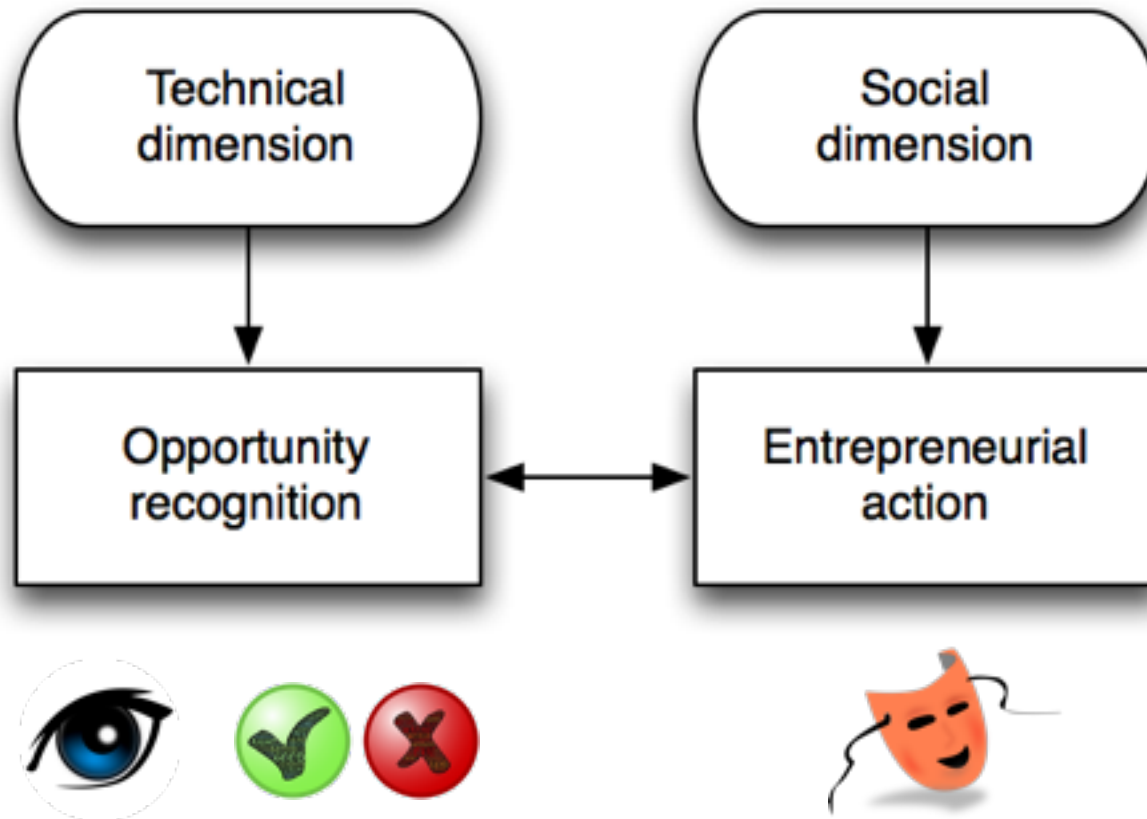 Technical
dimension
Social
dimension
Opportunity
recognition
Entrepreneurial
action